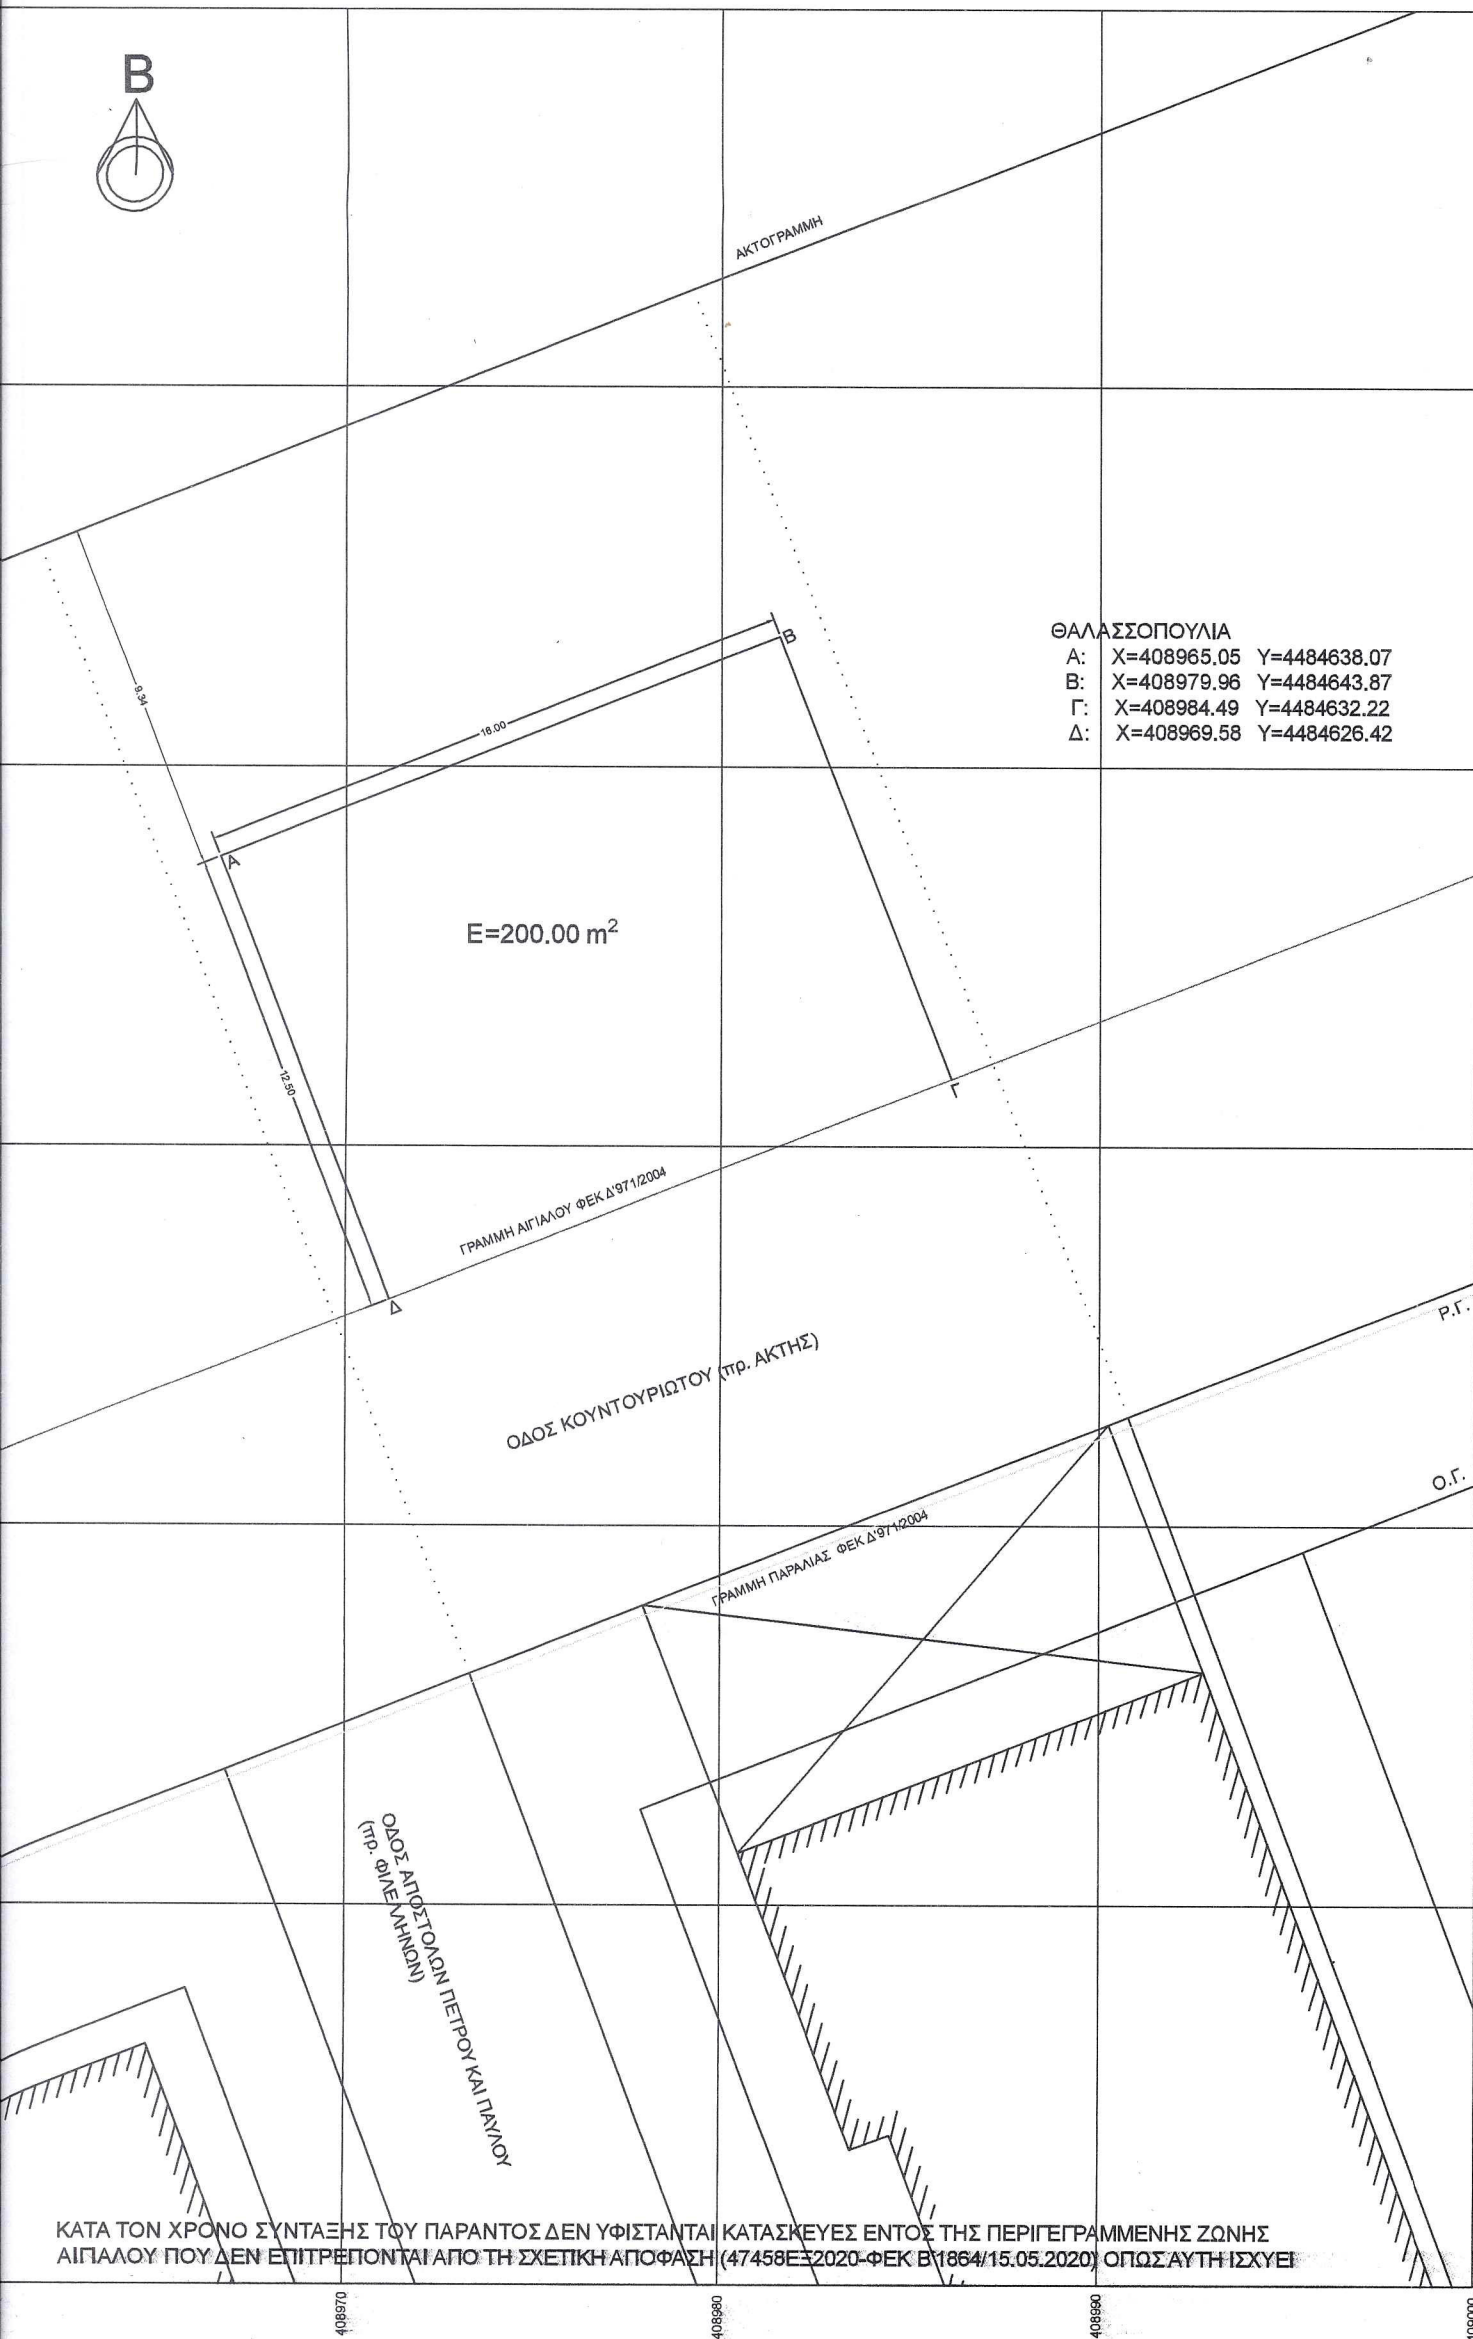 Β
ΑΚΤΟΓΡΑΜΜΗ
ΘΑΛΑΣΣΟΠΟΥΛΙΑ
Α: Χ=408965.05 Υ=4484638.07
Β: Χ=408979.96 Υ=4484643.87
Γ: Χ=408984.49 Υ=4484632.22
Δ: Χ=408969.58 Υ=4484626.42
9.34
Β
16.00
Α
Ε=200.00 m²
12.50
Γ
ΓΡΑΜΜΗ ΑΙΓΙΑΛΟΥ ΦΕΚ Δ'971/2004
Δ
Ρ.Γ.
ΟΔΟΣ ΚΟΥΝΤΟΥΡΙΩΤΟΥ (πρ. ΑΚΤΗΣ)
Ο.Γ.
ΓΡΑΜΜΗ ΠΑΡΑΛΙΑΣ ΦΕΚ Δ'971/2004
ΟΔΟΣ ΑΠΟΣΤΟΛΩΝ ΠΕΤΡΟΥ ΚΑΙ ΠΑΥΛΟΥ
(πρ. ΦΙΛΕΛΛΗΝΩΝ)
ΚΑΤΑ ΤΟΝ ΧΡΟΝΟ ΣΥΝΤΑΞΗΣ ΤΟΥ ΠΑΡΑΝΤΟΣ ΔΕΝ ΥΦΙΣΤΑΝΤΑΙ ΚΑΤΑΣΚΕΥΕΣ ΕΝΤΟΣ ΤΗΣ ΠΕΡΙΓΕΓΡΑΜΜΕΝΗΣ ΖΩΝΗΣ
ΑΙΓΙΑΛΟΥ ΠΟΥ ΔΕΝ ΕΠΙΤΡΕΠΟΝΤΑΙ ΑΠΟ ΤΗ ΣΧΕΤΙΚΗ ΑΠΟΦΑΣΗ (47458ΕΞ2020-ΦΕΚ Β'1864/15.05.2020) ΟΠΩΣ ΑΥΤΗ ΙΣΧΥΕΙ
408970
408980
408990